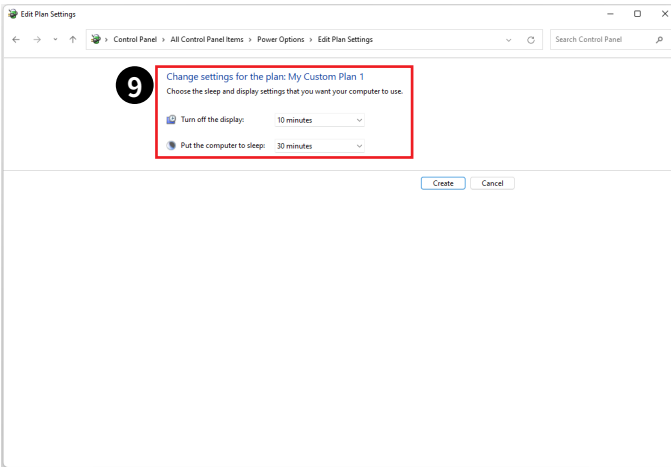 Edit Plan Settings
Control Panel > All Control Panel Items > Power Options > Edit Plan Settings
Search Control Panel
9
Change settings for the plan: My Custom Plan 1
Choose the sleep and display settings that you want your computer to use.
Turn off the display: 10 minutes
Put the computer to sleep: 30 minutes
Create Cancel